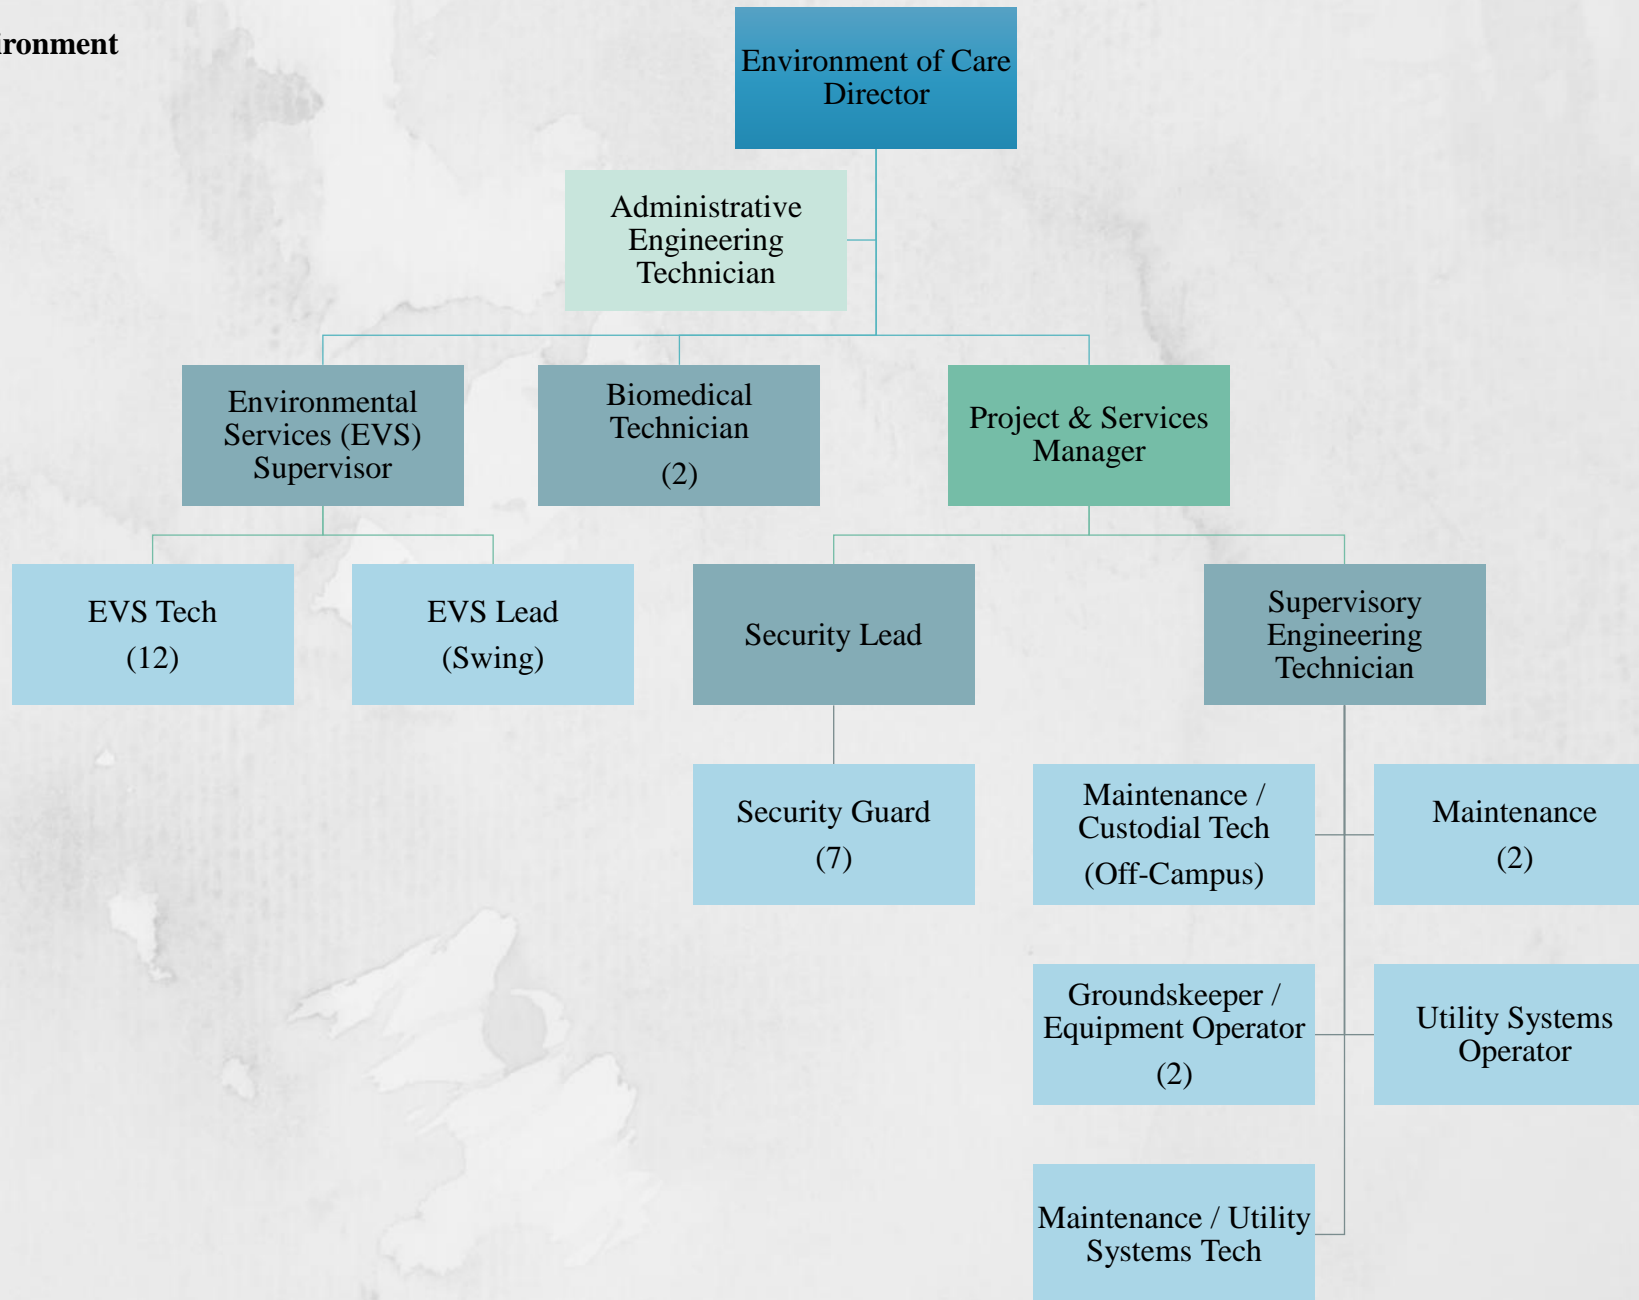 ironment
Environment of Care
Director
Administrative
Engineering
Technician
Environmental
Services (EVS)
Supervisor
Biomedical
Technician
(2)
Project & Services
Manager
EVS Tech
(12)
EVS Lead
(Swing)
Security Lead
Supervisory
Engineering
Technician
Security Guard
(7)
Maintenance /
Custodial Tech
(Off-Campus)
Maintenance
(2)
Groundskeeper /
Equipment Operator
(2)
Utility Systems
Operator
Maintenance / Utility
Systems Tech